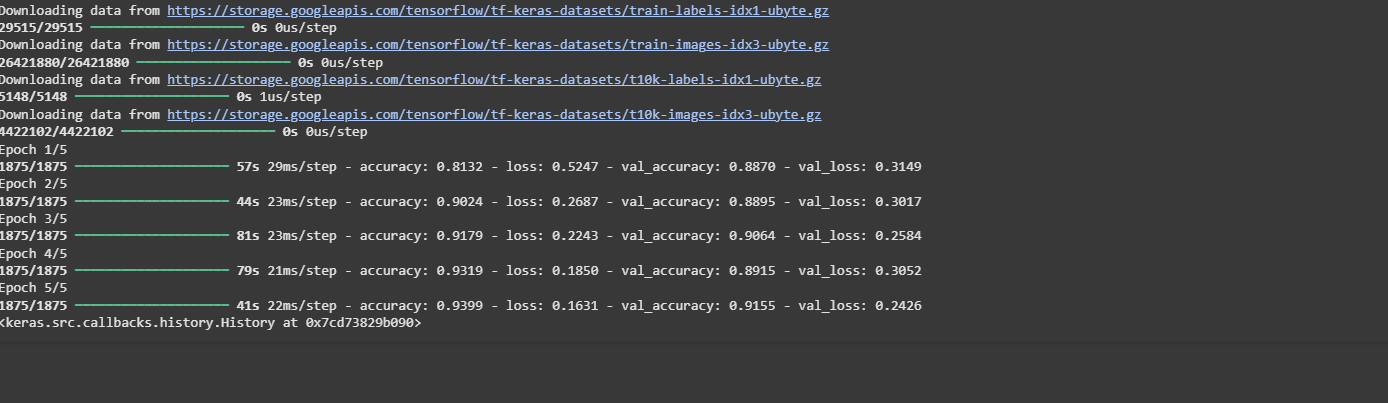 Downloading data from https://storage.googleapis.com/tensorflow/tf-keras-datasets/train-labels-idx1-ubyte.gz
29515/29515 ━━━━━━━━━━━━━━━━━━━━ 0s 0us/step
Downloading data from https://storage.googleapis.com/tensorflow/tf-keras-datasets/train-images-idx3-ubyte.gz
26421880/26421880 ━━━━━━━━━━━━━━━━━━━━ 0s 0us/step
Downloading data from https://storage.googleapis.com/tensorflow/tf-keras-datasets/t10k-labels-idx1-ubyte.gz
5148/5148 ━━━━━━━━━━━━━━━━━━━━ 0s 1us/step
Downloading data from https://storage.googleapis.com/tensorflow/tf-keras-datasets/t10k-images-idx3-ubyte.gz
4422102/4422102 ━━━━━━━━━━━━━━━━━━━━ 0s 0us/step
Epoch 1/5
1875/1875 ━━━━━━━━━━━━━━━━━━━━ 57s 29ms/step - accuracy: 0.8132 - loss: 0.5247 - val_accuracy: 0.8870 - val_loss: 0.3149
Epoch 2/5
1875/1875 ━━━━━━━━━━━━━━━━━━━━ 44s 23ms/step - accuracy: 0.9024 - loss: 0.2687 - val_accuracy: 0.8895 - val_loss: 0.3017
Epoch 3/5
1875/1875 ━━━━━━━━━━━━━━━━━━━━ 81s 23ms/step - accuracy: 0.9179 - loss: 0.2243 - val_accuracy: 0.9064 - val_loss: 0.2584
Epoch 4/5
1875/1875 ━━━━━━━━━━━━━━━━━━━━ 79s 21ms/step - accuracy: 0.9319 - loss: 0.1850 - val_accuracy: 0.8915 - val_loss: 0.3052
Epoch 5/5
1875/1875 ━━━━━━━━━━━━━━━━━━━━ 41s 22ms/step - accuracy: 0.9399 - loss: 0.1631 - val_accuracy: 0.9155 - val_loss: 0.2426
<keras.src.callbacks.history.History at 0x7cd73829b090>